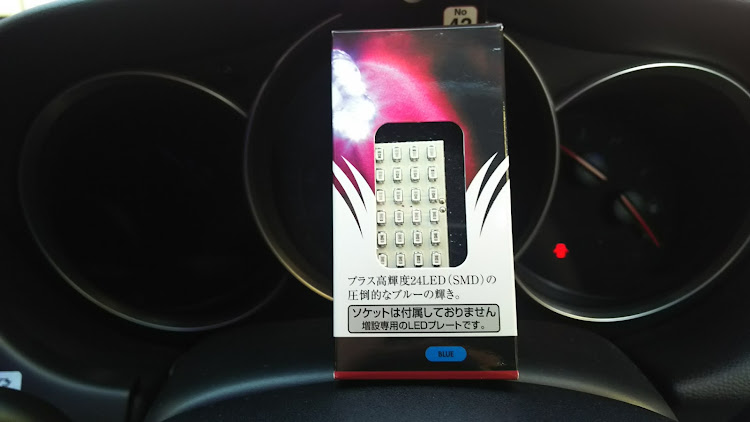 No
42
プラス高輝度24LED(SMD)の
圧倒的なブルーの輝き。
ソケットは付属しておりません
増設専用のLEDプレートです。
BLUE